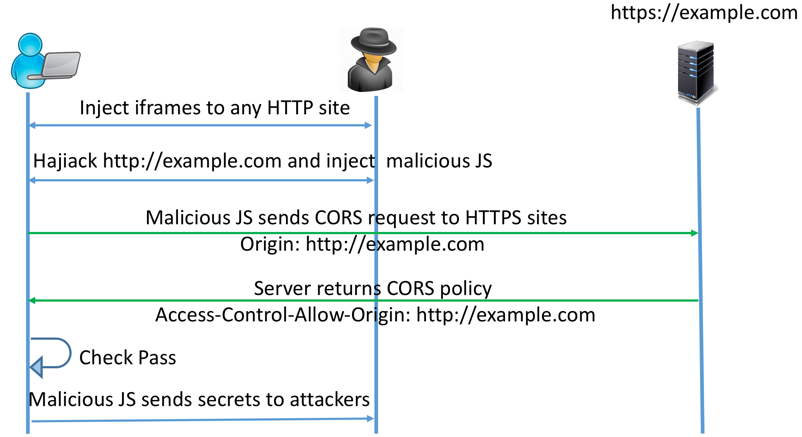 https://example.com
Inject iframes to any HTTP site
Hajiack http://example.com and inject malicious JS
Malicious JS sends CORS request to HTTPS sites
Origin: http://example.com
Server returns CORS policy
Access-Control-Allow-Origin: http://example.com
Check Pass
Malicious JS sends secrets to attackers